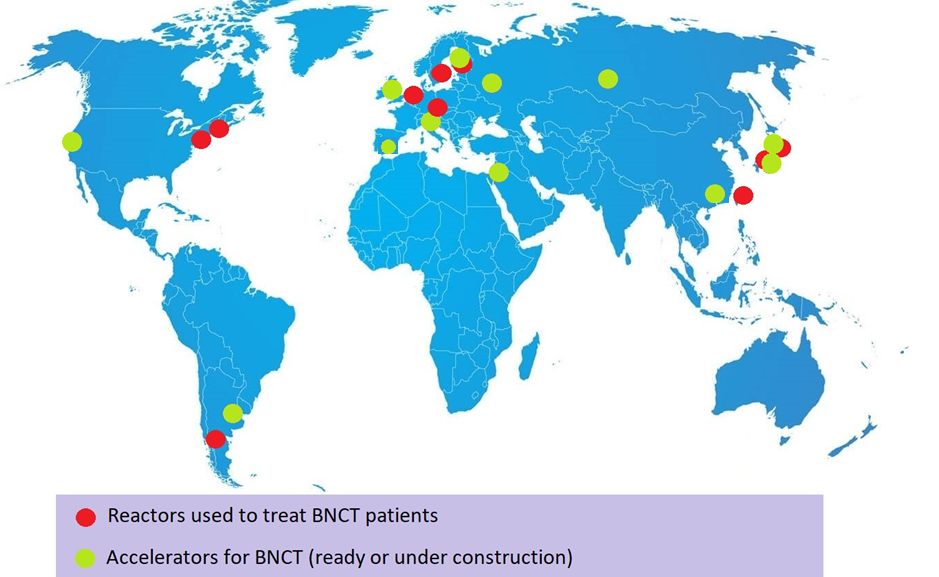 Reactors used to treat BNCT patients
Accelerators for BNCT (ready or under construction)